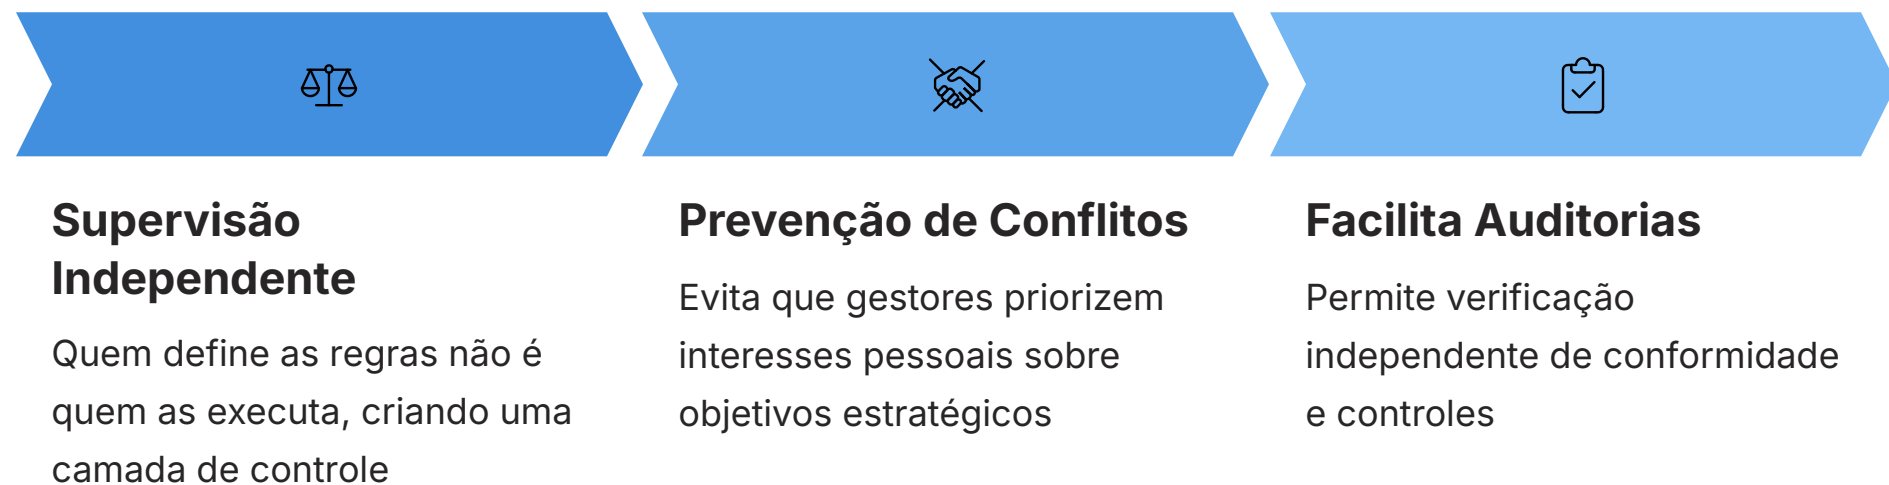 Supervisão
Independente
Quem define as regras não é
quem as executa, criando uma
camada de controle
Prevenção de Conflitos
Evita que gestores priorizem
interesses pessoais sobre
objetivos estratégicos
Facilita Auditorias
Permite verificação
independente de conformidade
e controles